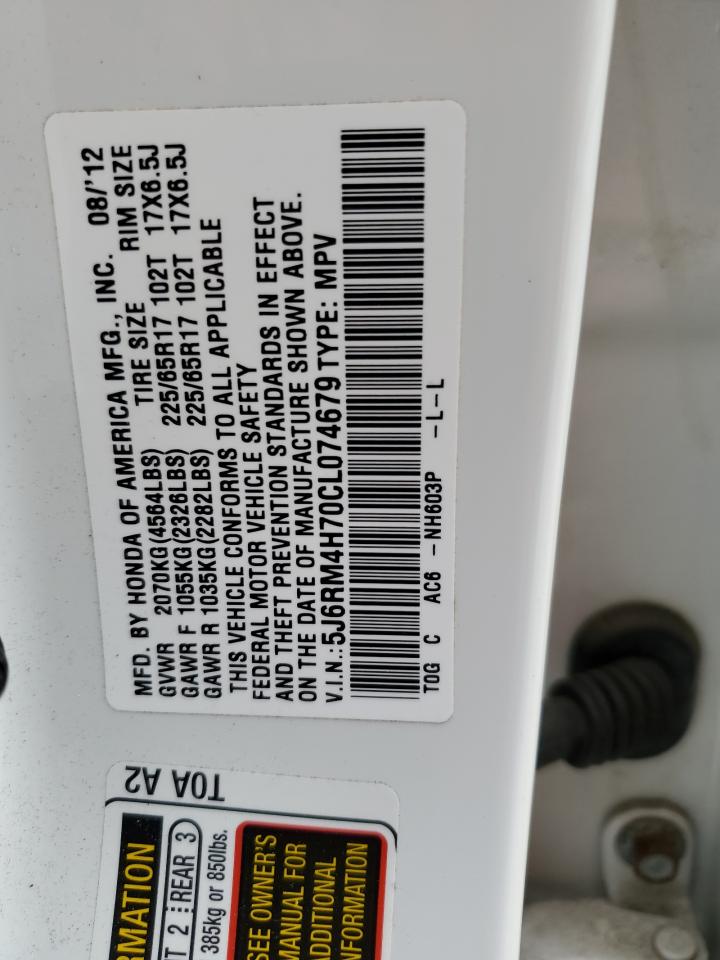 MFD. BY HONDA OF AMERICA MFG., INC. 08/'12
GVWR 2070KG(4564LBS) TIRE SIZE RIM SIZE
GAWR F 1055KG(2326LBS) 225/65R17 102T 17X6.5J
GAWR R 1035KG(2282LBS) 225/65R17 102T 17X6.5J
THIS VEHICLE CONFORMS TO ALL APPLICABLE
FEDERAL MOTOR VEHICLE SAFETY
AND THEFT PREVENTION STANDARDS IN EFFECT
ON THE DATE OF MANUFACTURE SHOWN ABOVE.
V.I.N.:5J6RM4H70CL074679 TYPE: MPV
TOG C AC6 -NH603P -L-L
T0A A2
RMATION
T 2 REAR 3
385kg or 850lbs.
SEE OWNER'S
MANUAL FOR
ADDITIONAL
NFORMATION